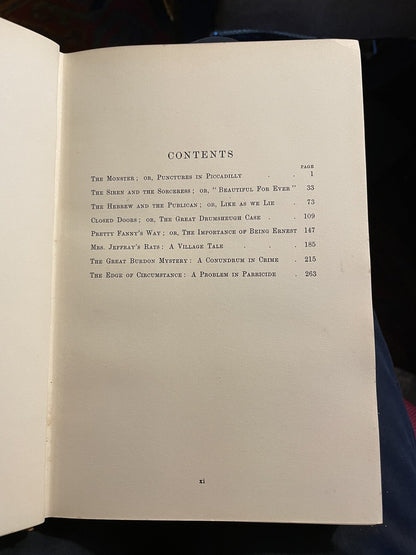 CONTENTS
PAGE
THE MONSTER; OR, PUNCTURES IN PICCADILLY . . 1
THE SIREN AND THE SORCERESS; OR, "BEAUTIFUL FOR EVER" 33
THE HEBREW AND THE PUBLICAN; OR, LIKE AS WE LIE . 73
CLOSED DOORS; OR, THE GREAT DRUMSHEUGH CASE . 109
PRETTY FANNY'S WAY; OR, THE IMPORTANCE OF BEING ERNEST 147
MRS. JEFFRAY'S RATS: A VILLAGE TALE . . . 185
THE GREAT BURDON MYSTERY: A CONUNDRUM IN CRIME . 215
THE EDGE OF CIRCUMSTANCE: A PROBLEM IN PARRICIDE . 263
xi